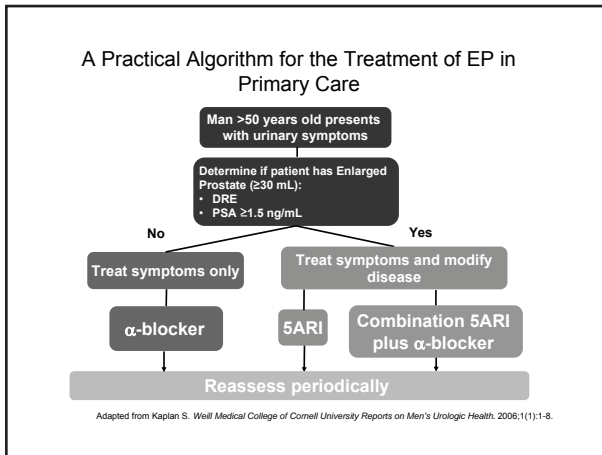 A Practical Algorithm for the Treatment of EP in
Primary Care
Man >50 years old presents
with urinary symptoms
Determine if patient has Enlarged
Prostate (≥30 mL):
• DRE
• PSA ≥1.5 ng/mL
No
Yes
Treat symptoms only
Treat symptoms and modify
disease
α-blocker
5ARI
Combination 5ARI
plus α-blocker
Reassess periodically
Adapted from Kaplan S. Weill Medical College of Cornell University Reports on Men's Urologic Health. 2006;1(1):1-8.